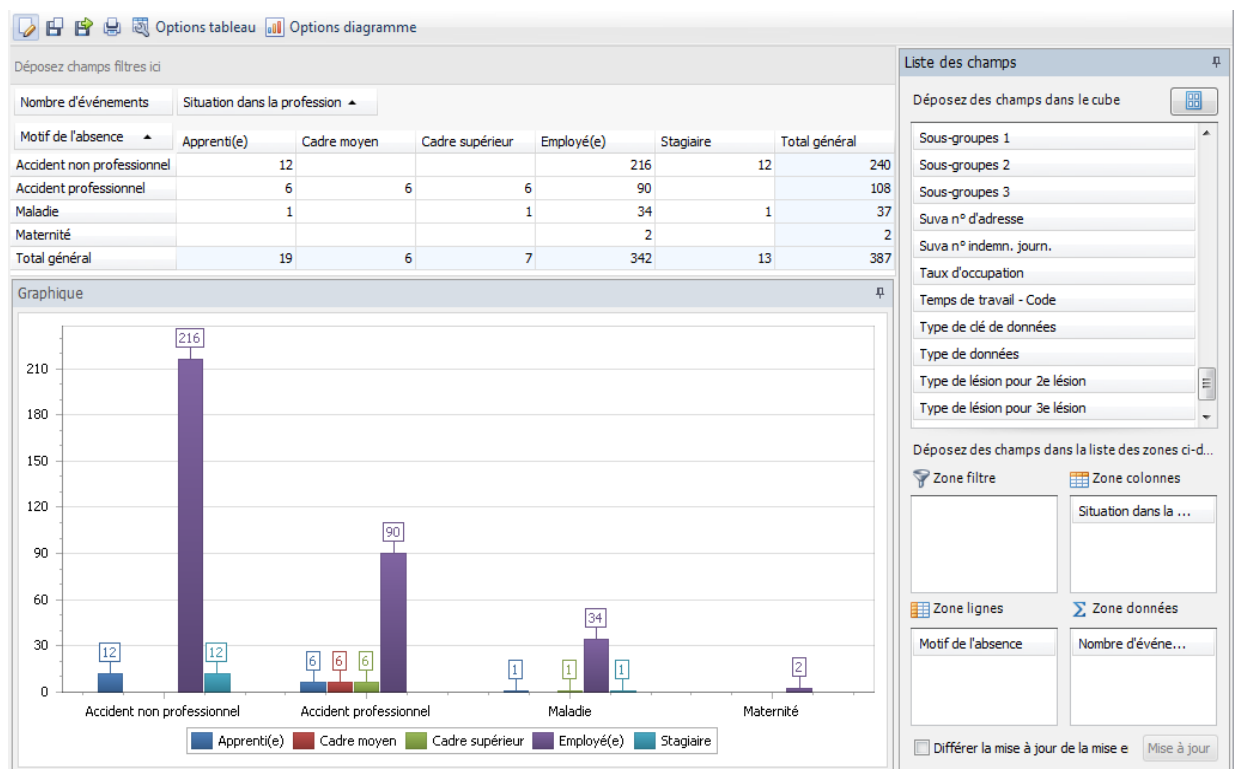 Options tableau Options diagramme
Déposez champs filtres ici
Nombre d'événements Situation dans la profession
Motif de l'absence Apprenti(e) Cadre moyen Cadre supérieur Employé(e) Stagiaire Total général
Accident non professionnel 12 216 12 240
Accident professionnel 6 6 6 90 108
Maladie 1 1 34 1 37
Maternité 2 2
Total général 19 6 7 342 13 387
Graphique
216
210
180
150
120
90
90
60
34
30
12 12 6 6 6 1 1 1 2
0
Accident non professionnel Accident professionnel Maladie Maternité
Apprenti(e) Cadre moyen Cadre supérieur Employé(e) Stagiaire
Liste des champs
Déposez des champs dans le cube
Sous-groupes 1
Sous-groupes 2
Sous-groupes 3
Suva n° d'adresse
Suva n° indemn. journ.
Taux d'occupation
Temps de travail - Code
Type de clé de données
Type de données
Type de lésion pour 2e lésion
Type de lésion pour 3e lésion
Déposez des champs dans la liste des zones ci-d...
Zone filtre Zone colonnes
Situation dans la ...
Zone lignes Zone données
Motif de l'absence Nombre d'événe...
Différer la mise à jour de la mise e Mise à jour